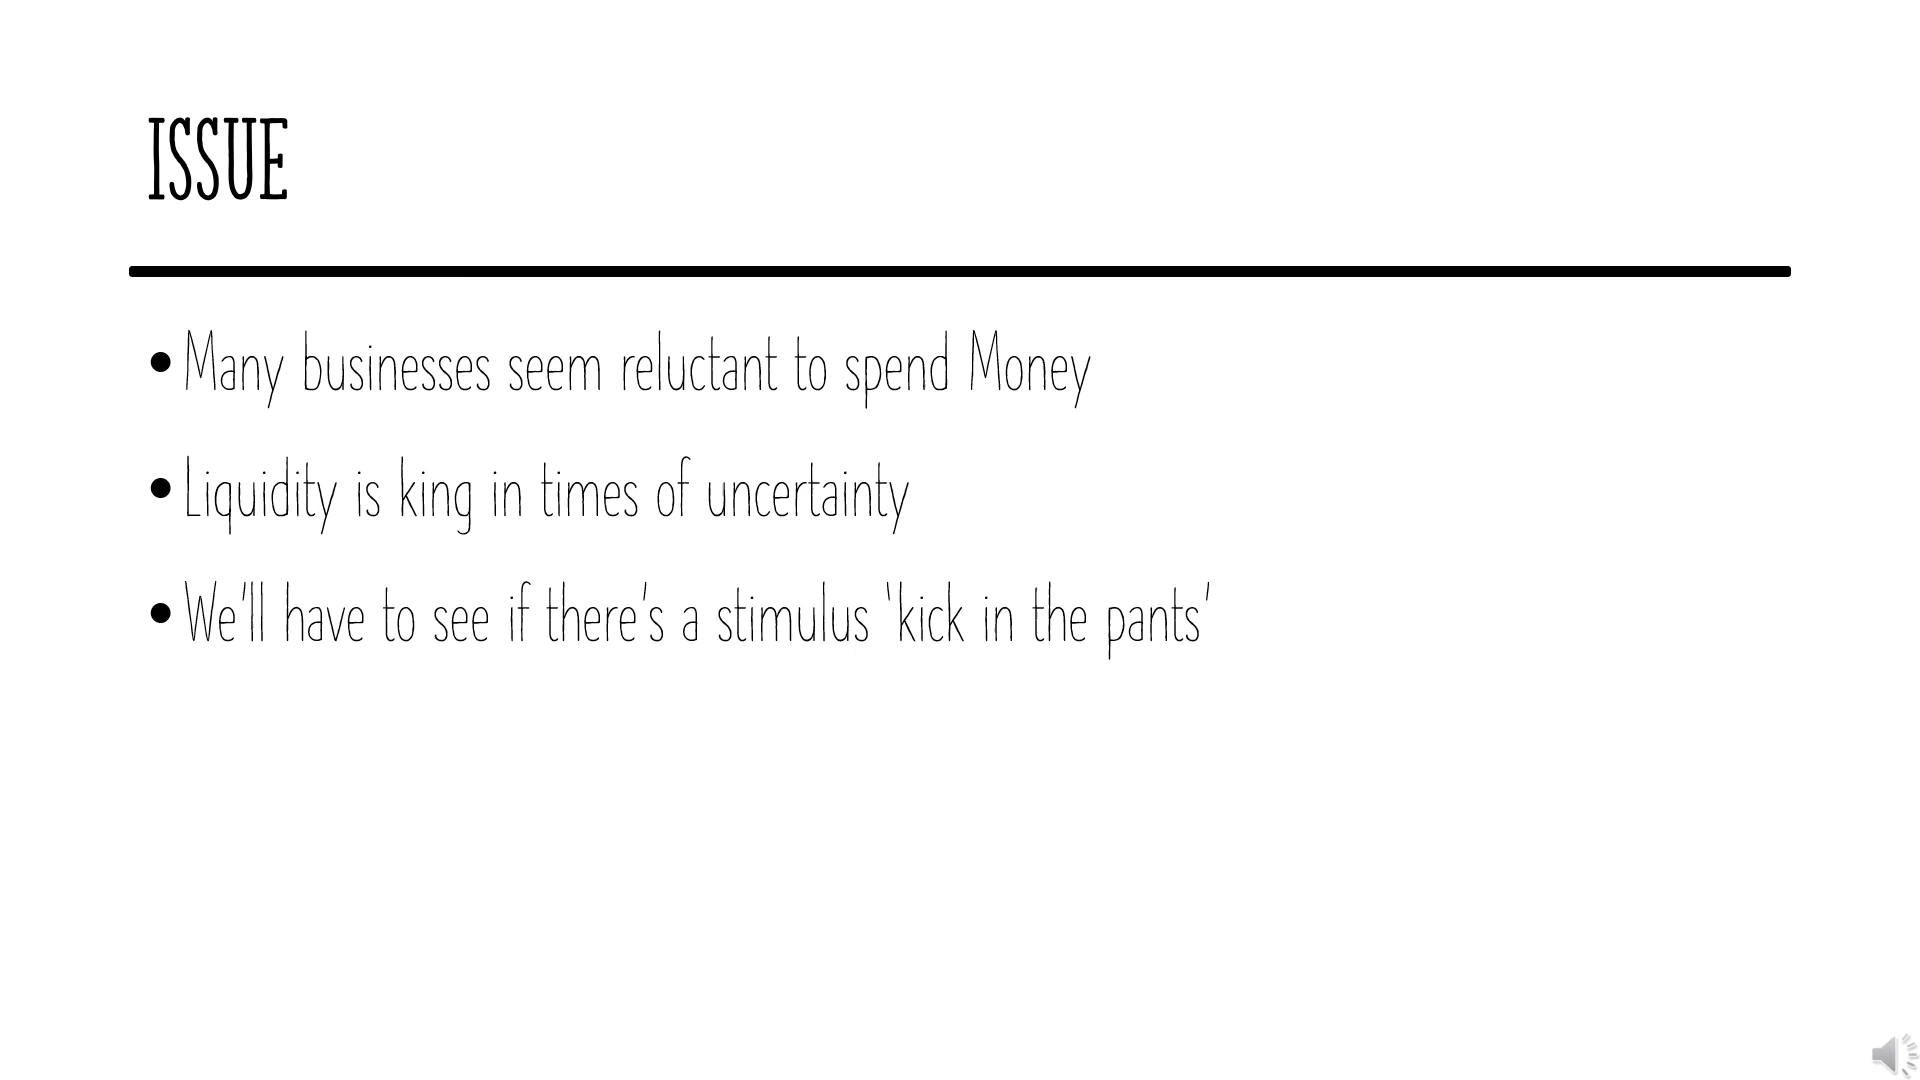 ISSUE
• Many businesses seem reluctant to spend Money
• Liquidity is king in times of uncertainty
• We'll have to see if there's a stimulus ‘kick in the pants’